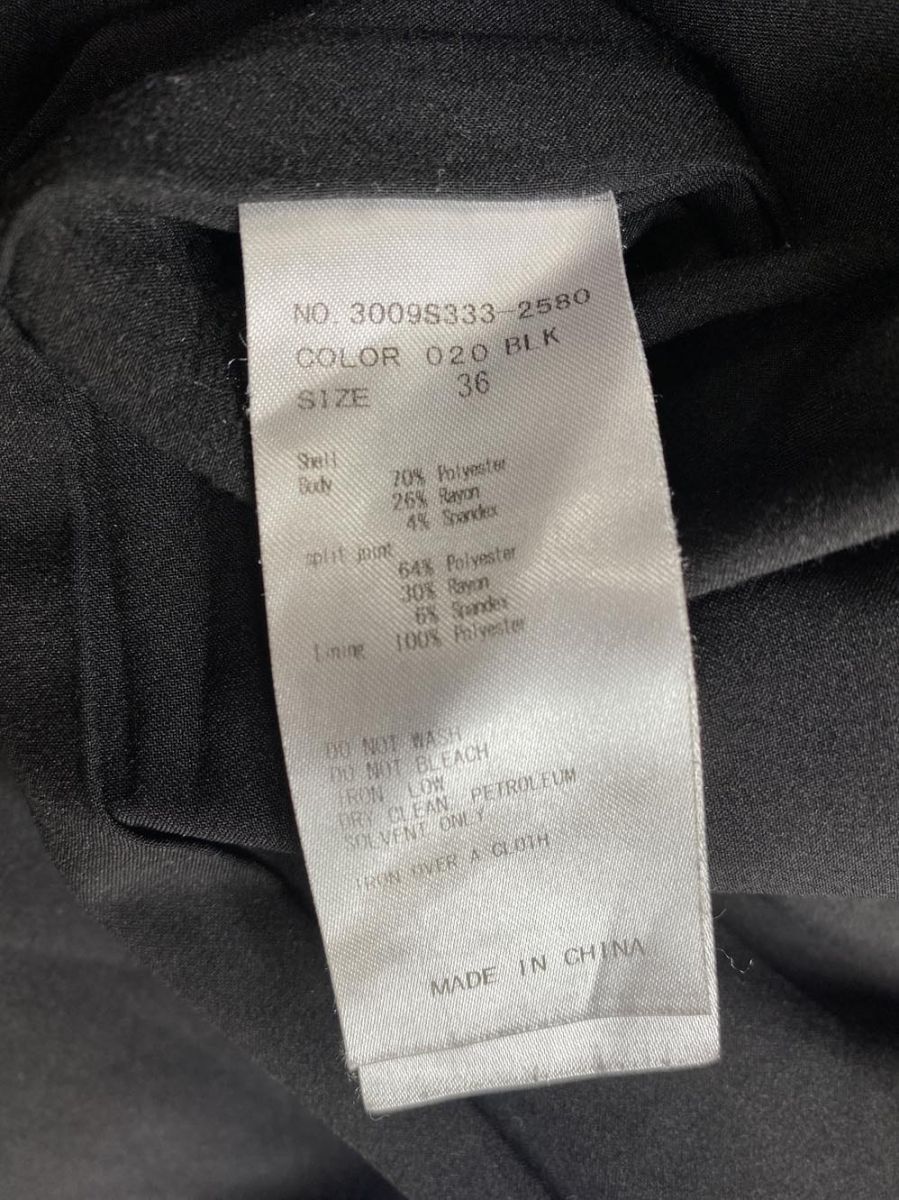 NO. 3009S333-2580
COLOR 020 BLK
SIZE 36
Shell
Body 70% Polyester
26% Rayon
4% Spandex
split joint
64% Polyester
30% Rayon
6% Spandex
Lining 100% Polyester
DO NOT WASH
DO NOT BLEACH
IRON LOW
DRY CLEAN, PETROLEUM
SOLVENT ONLY
IRON OVER A CLOTH
MADE IN CHINA